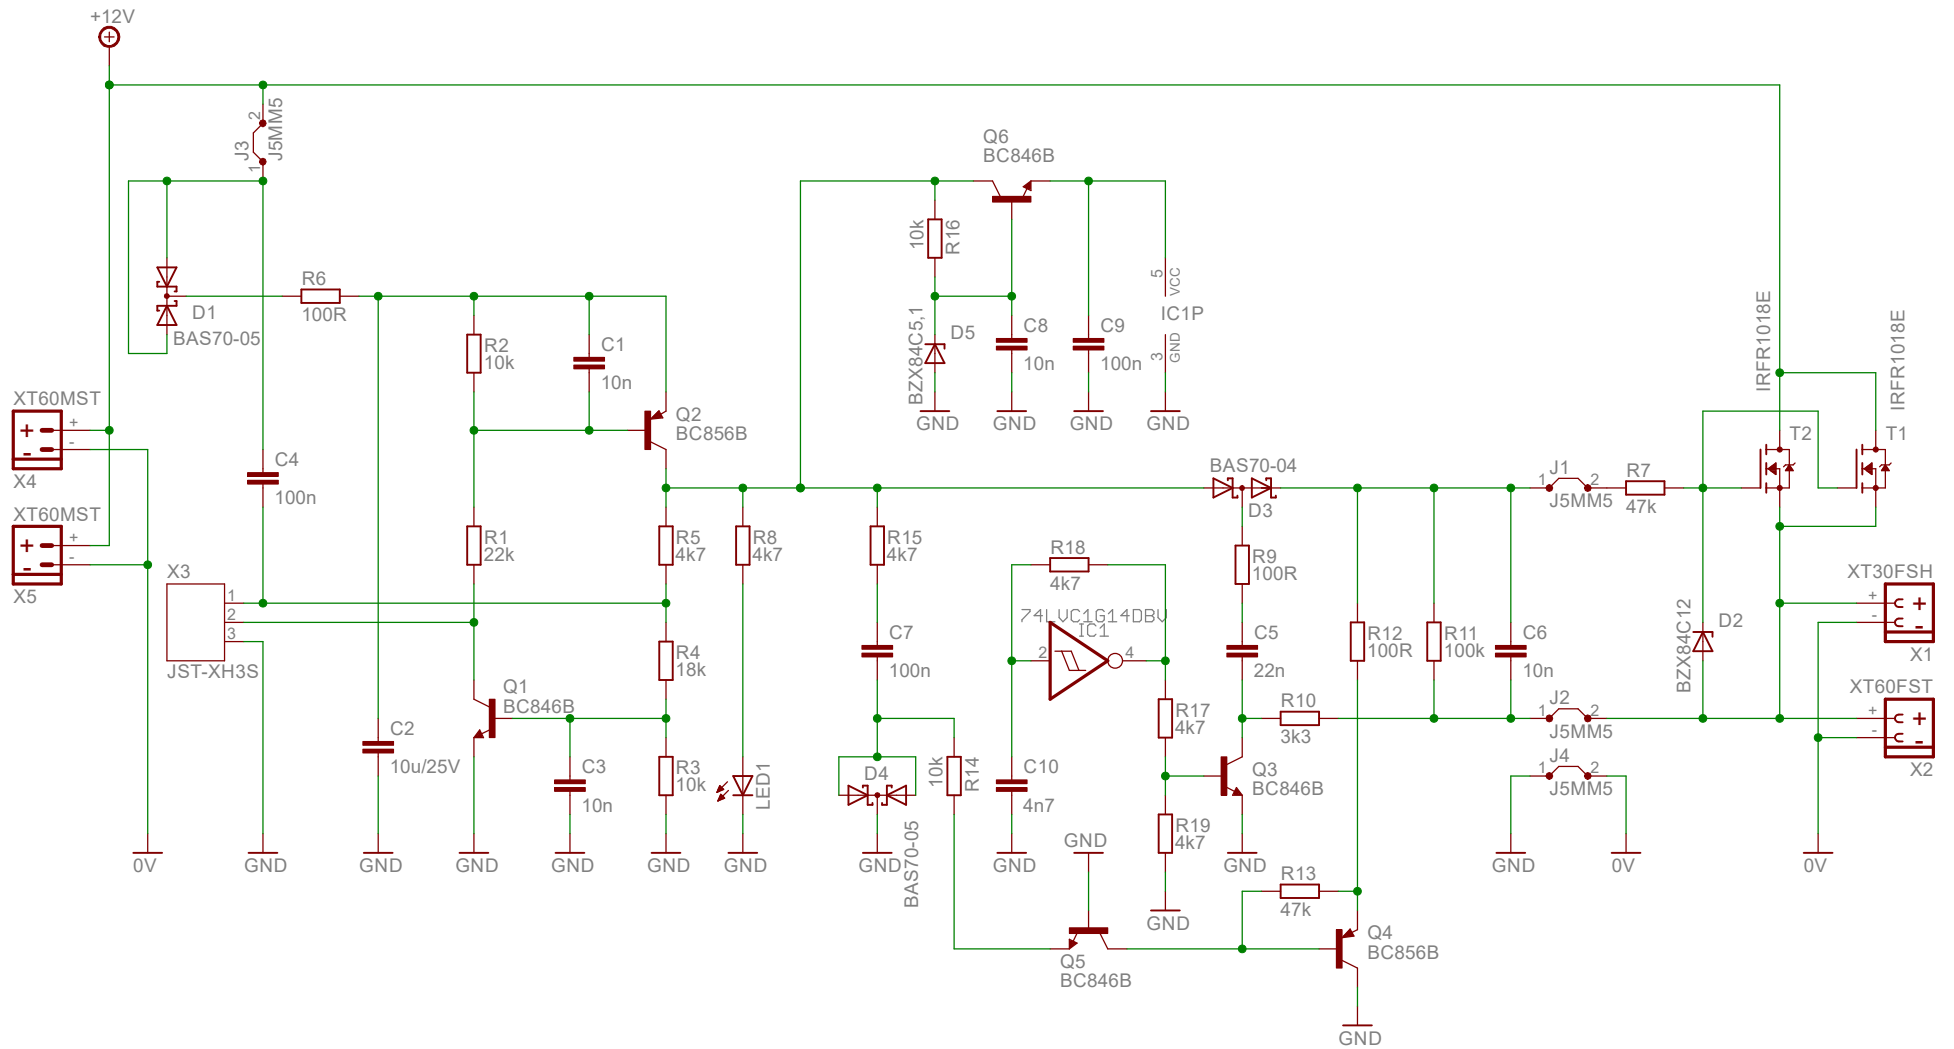 +12V
2
J3
J5MM5
1
Q6
BC846B
10k
R16
5
VCC
IC1P
3
GND
R6
100R
D1
BAS70-05
BZX84C5,1
D5
C8
10n
C9
100n
GND
GND
GND
GND
IRFR1018E
IRFR1018E
R2
10k
C1
10n
XT60MST
+
-
X4
Q2
BC856B
T2
T1
C4
100n
BAS70-04
D3
J1
1
2
J5MM5
R7
47k
XT60MST
+
-
X5
R1
22k
R5
4k7
R8
4k7
R15
4k7
R18
4k7
R9
100R
X3
1
2
3
JST-XH3S
74LVC1G14DBV
IC1
2
4
XT30FSH
+
-
X1
R4
18k
C7
100n
C5
22n
R12
100R
R11
100k
C6
10n
BZX84C12
D2
Q1
BC846B
R17
4k7
R10
3k3
J2
1
2
J5MM5
XT60FST
+
-
X2
C2
10u/25V
C3
10n
R3
10k
LED1
D4
BAS70-05
10k
R14
C10
4n7
Q3
BC846B
J4
1
2
J5MM5
R19
4k7
0V
GND
GND
GND
GND
GND
GND
GND
GND
GND
GND
GND
0V
0V
R13
47k
GND
Q5
BC846B
Q4
BC856B
GND